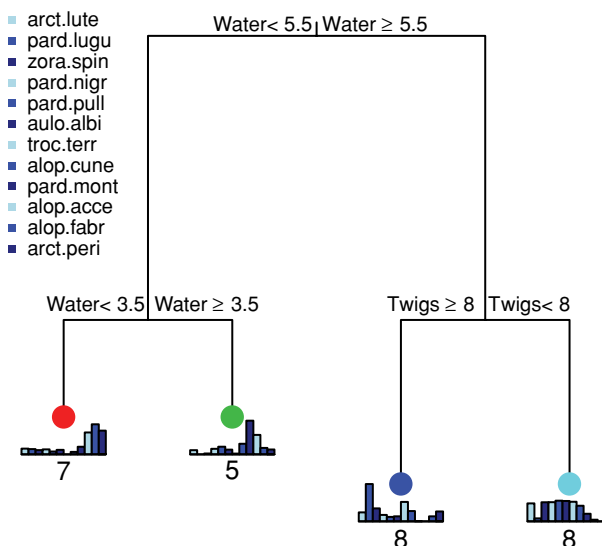 arct.lute
pard.lugu
zora.spin
pard.nigr
pard.pull
aulo.albi
troc.terr
alop.cune
pard.mont
alop.acce
alop.fabr
arct.peri
Water< 5.5 Water ≥ 5.5
Water< 3.5 Water ≥ 3.5
Twigs ≥ 8 Twigs< 8
7
5
8
8